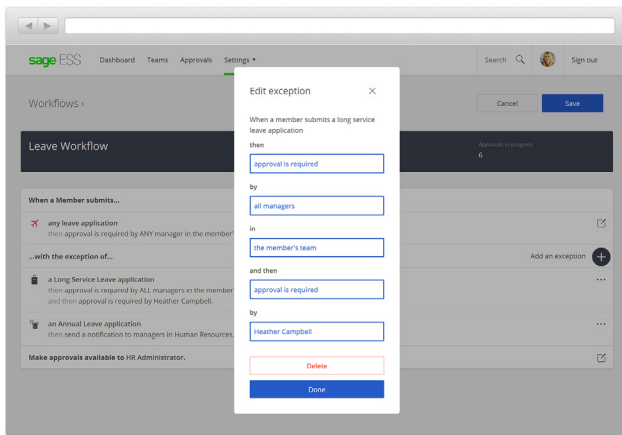 sage ESS
Dashboard
Teams
Approvals
Settings
Search
Sign out
Workflows ›
Cancel
Save
Leave Workflow
Approvals in progress
6
When a Member submits...
any leave application
then approval is required by ANY manager in the member's
...with the exception of...
Add an exception
a Long Service Leave application
then approval is required by ALL managers in the member
and then approval is required by Heather Campbell.
an Annual Leave application
then send a notification to managers in Human Resources.
Make approvals available to HR Administrator.
Edit exception
When a member submits a long service
leave application
then
approval is required
by
all managers
in
the member's team
and then
approval is required
by
Heather Campbell
Delete
Done